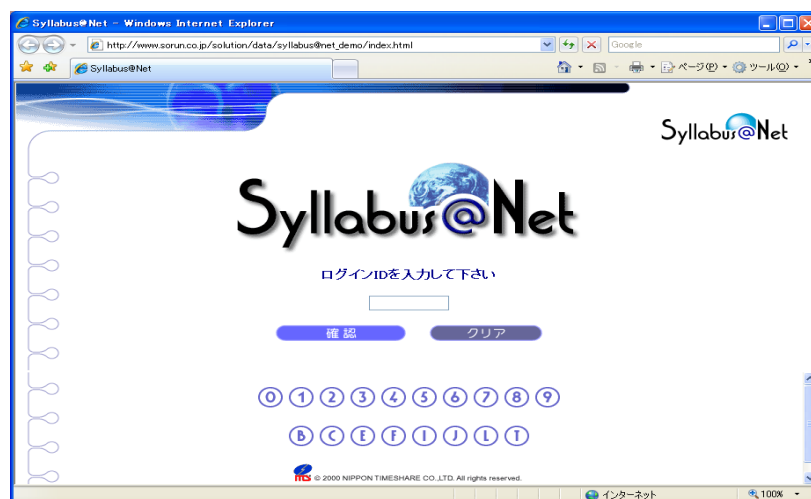 Syllabus@Net - Windows Internet Explorer
http://www.sorun.co.jp/solution/data/syllabus@net_demo/index.html
Google
Syllabus@Net
ページ(P)
ツール(O)
Syllabus@Net
Syllabus@Net
ログインIDを入力して下さい
確認 クリア
0 1 2 3 4 5 6 7 8 9
B C E F I J L T
© 2000 NIPPON TIMESHARE CO.,LTD. All rights reserved.
インターネット
100%